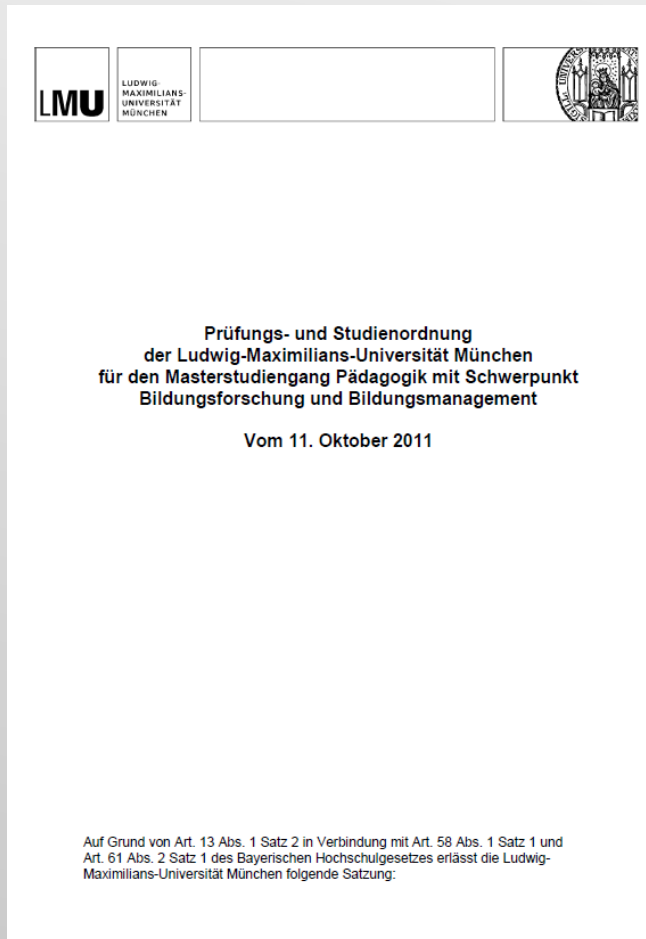 LMU
LUDWIG-
MAXIMILIANS-
UNIVERSITÄT
MÜNCHEN
Prüfungs- und Studienordnung
der Ludwig-Maximilians-Universität München
für den Masterstudiengang Pädagogik mit Schwerpunkt
Bildungsforschung und Bildungsmanagement
Vom 11. Oktober 2011
Auf Grund von Art. 13 Abs. 1 Satz 2 in Verbindung mit Art. 58 Abs. 1 Satz 1 und
Art. 61 Abs. 2 Satz 1 des Bayerischen Hochschulgesetzes erlässt die Ludwig-
Maximilians-Universität München folgende Satzung: